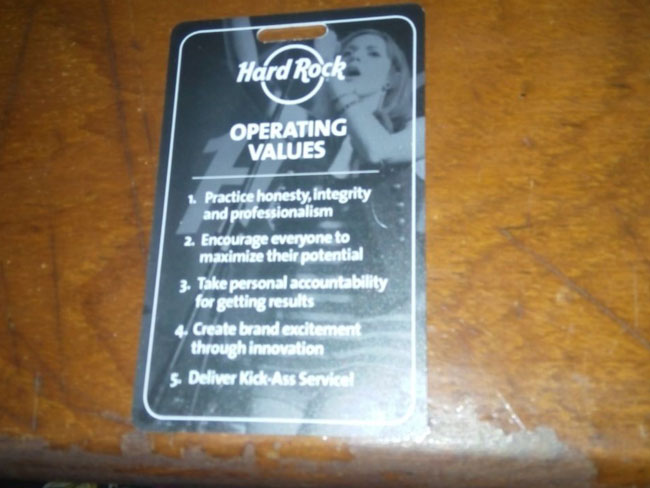 Hard Rock
OPERATING
VALUES
1. Practice honesty, integrity
and professionalism
2. Encourage everyone to
maximize their potential
3. Take personal accountability
for getting results
4. Create brand excitement
through innovation
5. Deliver Kick-Ass Service!